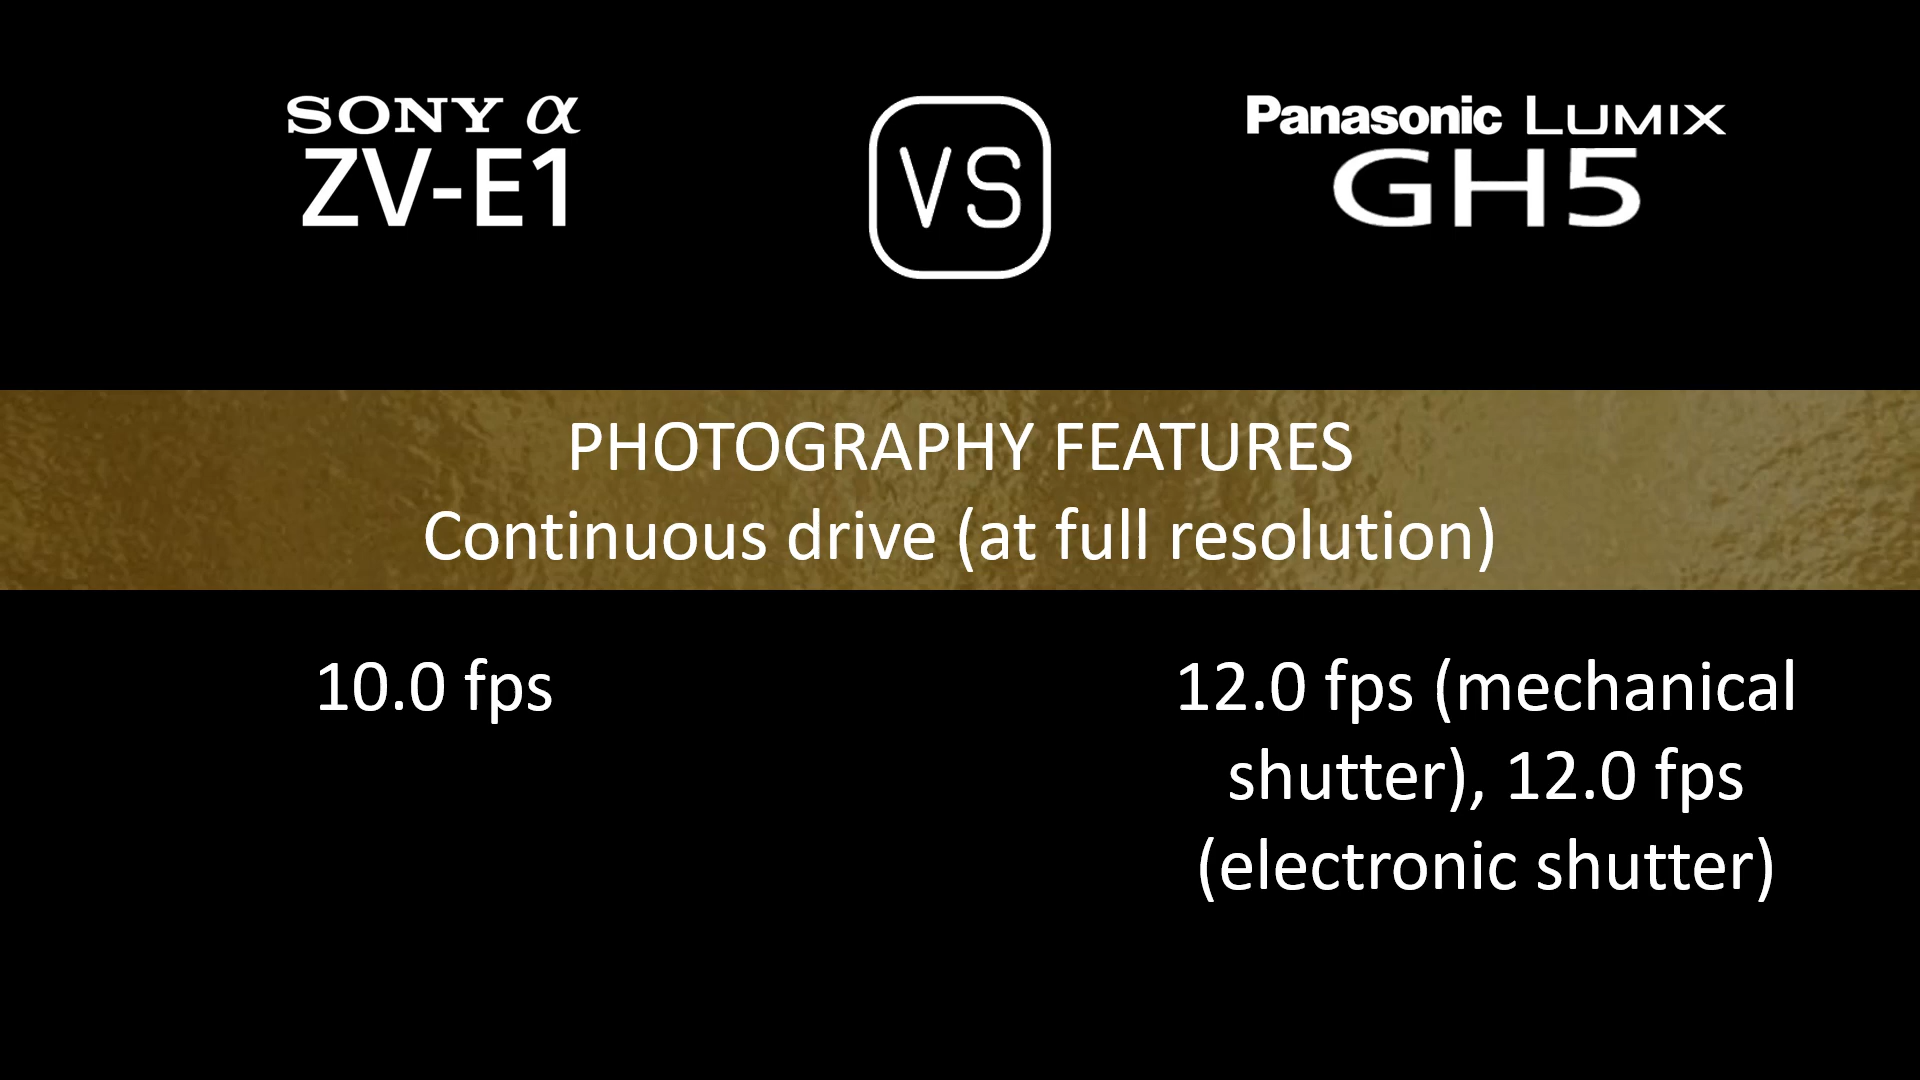 SONY α
ZV-E1
VS
Panasonic LUMIX
GH5
PHOTOGRAPHY FEATURES
Continuous drive (at full resolution)
10.0 fps
12.0 fps (mechanical
shutter), 12.0 fps
(electronic shutter)